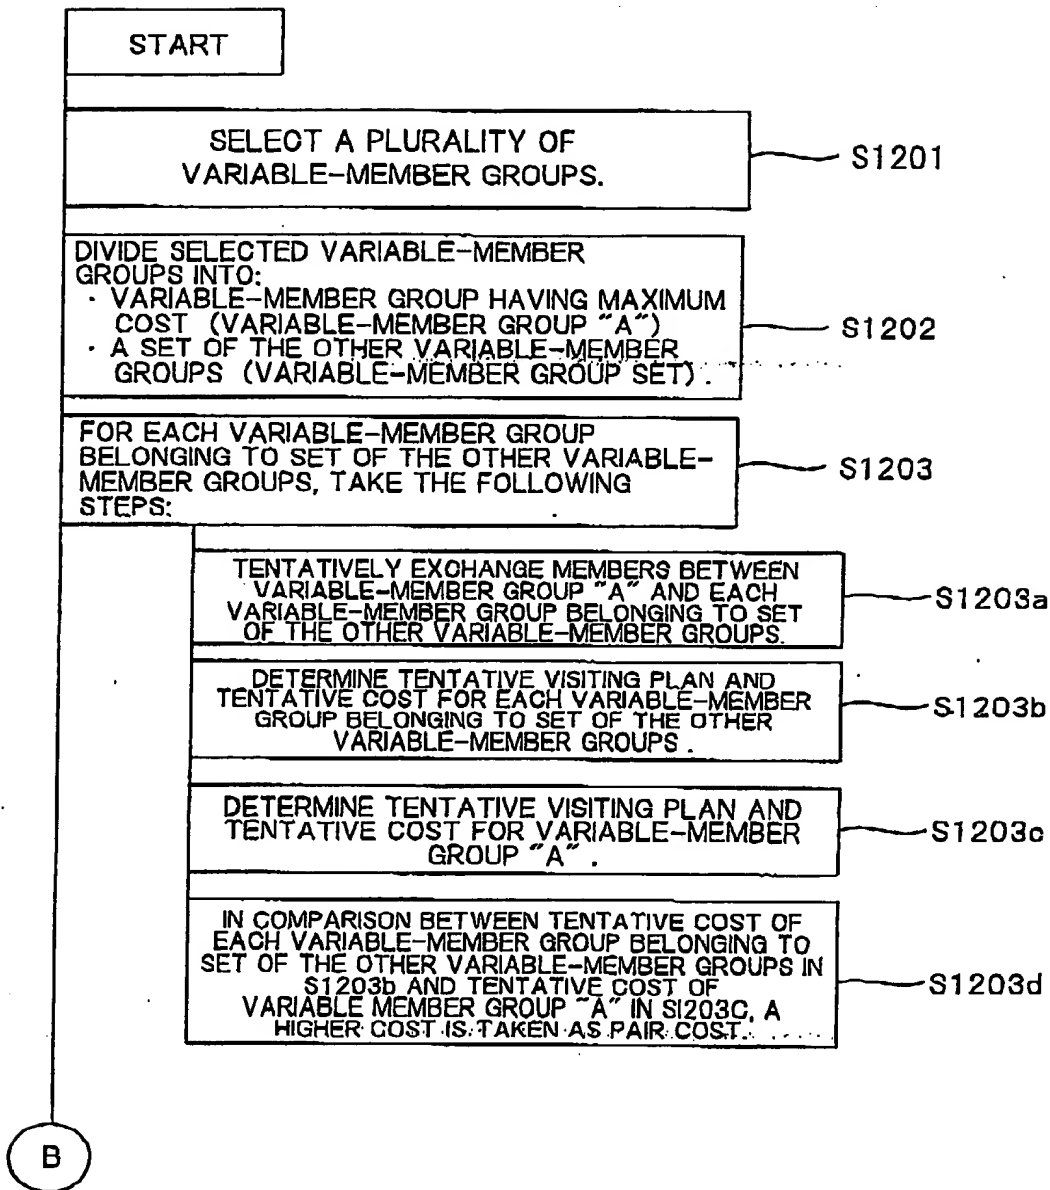 START
SELECT A PLURALITY OF
VARIABLE-MEMBER GROUPS.
S1201
DIVIDE SELECTED VARIABLE-MEMBER
GROUPS INTO:
· VARIABLE-MEMBER GROUP HAVING MAXIMUM
COST (VARIABLE-MEMBER GROUP "A")
· A SET OF THE OTHER VARIABLE-MEMBER
GROUPS (VARIABLE-MEMBER GROUP SET).
S1202
FOR EACH VARIABLE-MEMBER GROUP
BELONGING TO SET OF THE OTHER VARIABLE-
MEMBER GROUPS, TAKE THE FOLLOWING
STEPS:
S1203
TENTATIVELY EXCHANGE MEMBERS BETWEEN
VARIABLE-MEMBER GROUP "A" AND EACH
VARIABLE-MEMBER GROUP BELONGING TO SET
OF THE OTHER VARIABLE-MEMBER GROUPS.
S1203a
DETERMINE TENTATIVE VISITING PLAN AND
TENTATIVE COST FOR EACH VARIABLE-MEMBER
GROUP BELONGING TO SET OF THE OTHER
VARIABLE-MEMBER GROUPS.
S1203b
DETERMINE TENTATIVE VISITING PLAN AND
TENTATIVE COST FOR VARIABLE-MEMBER
GROUP "A".
S1203c
IN COMPARISON BETWEEN TENTATIVE COST OF
EACH VARIABLE-MEMBER GROUP BELONGING TO
SET OF THE OTHER VARIABLE-MEMBER GROUPS IN
S1203b AND TENTATIVE COST OF
VARIABLE MEMBER GROUP "A" IN S1203C, A
HIGHER COST IS TAKEN AS PAIR COST.
S1203d
B